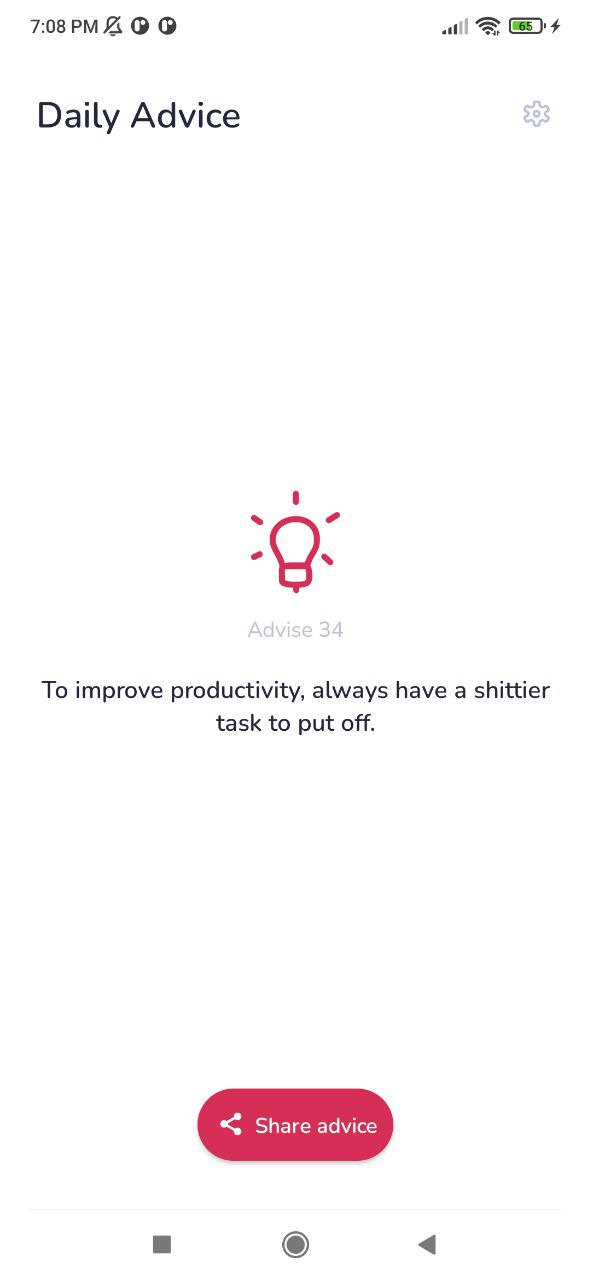 7:08 PM
65
Daily Advice
Advise 34
To improve productivity, always have a shittier
task to put off.
Share advice